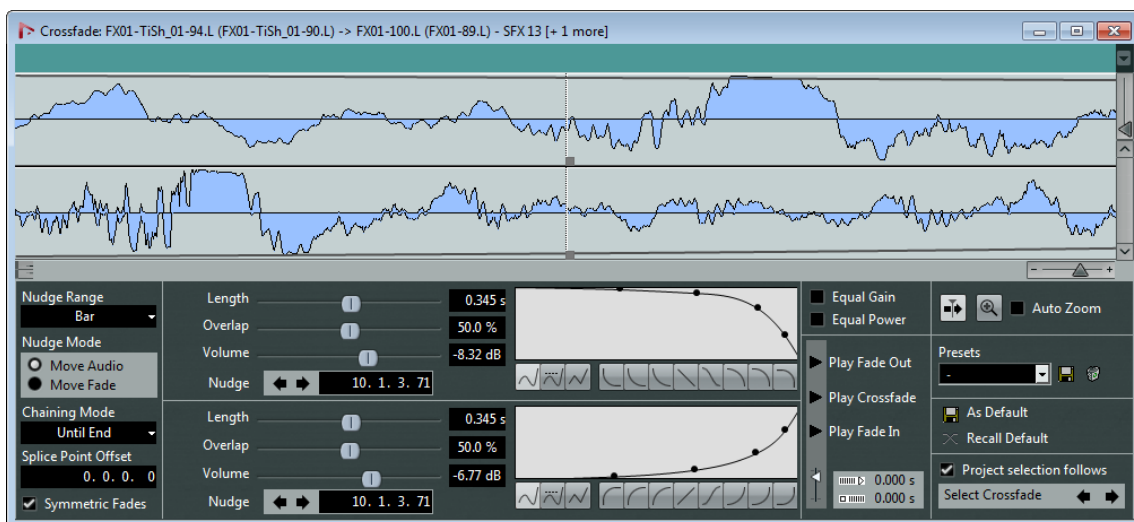 Crossfade: FX01-TiSh_01-94.L (FX01-TiSh_01-90.L) -> FX01-100.L (FX01-89.L) - SFX 13 [+ 1 more]
Nudge Range
Bar
Nudge Mode
Move Audio
Move Fade
Chaining Mode
Until End
Splice Point Offset
0. 0. 0. 0
Symmetric Fades
Length 0.345 s
Overlap 50.0 %
Volume -8.32 dB
Nudge 10. 1. 3. 71
Length 0.345 s
Overlap 50.0 %
Volume -6.77 dB
Nudge 10. 1. 3. 71
Equal Gain
Equal Power
Play Fade Out
Play Crossfade
Play Fade In
0.000 s
0.000 s
Auto Zoom
Presets
-
As Default
Recall Default
Project selection follows
Select Crossfade